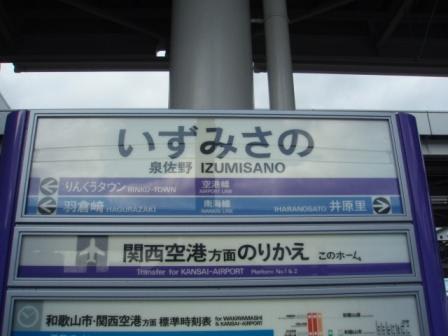 いずみさの
泉佐野 IZUMISANO
りんくうタウン RINKU-TOWN 空港線 AIRPORT LINE
羽倉崎 HAGURAZAKI 南海線 NANKAI LINE IHARANOSATO 井原里
関西空港方面のりかえ このホーム
Transfer for KANSAI-AIRPORT Platform No.1 & 2
和歌山市・関西空港方面 標準時刻表 for WAKAYAMASHI & KANSAI-AIRPORT